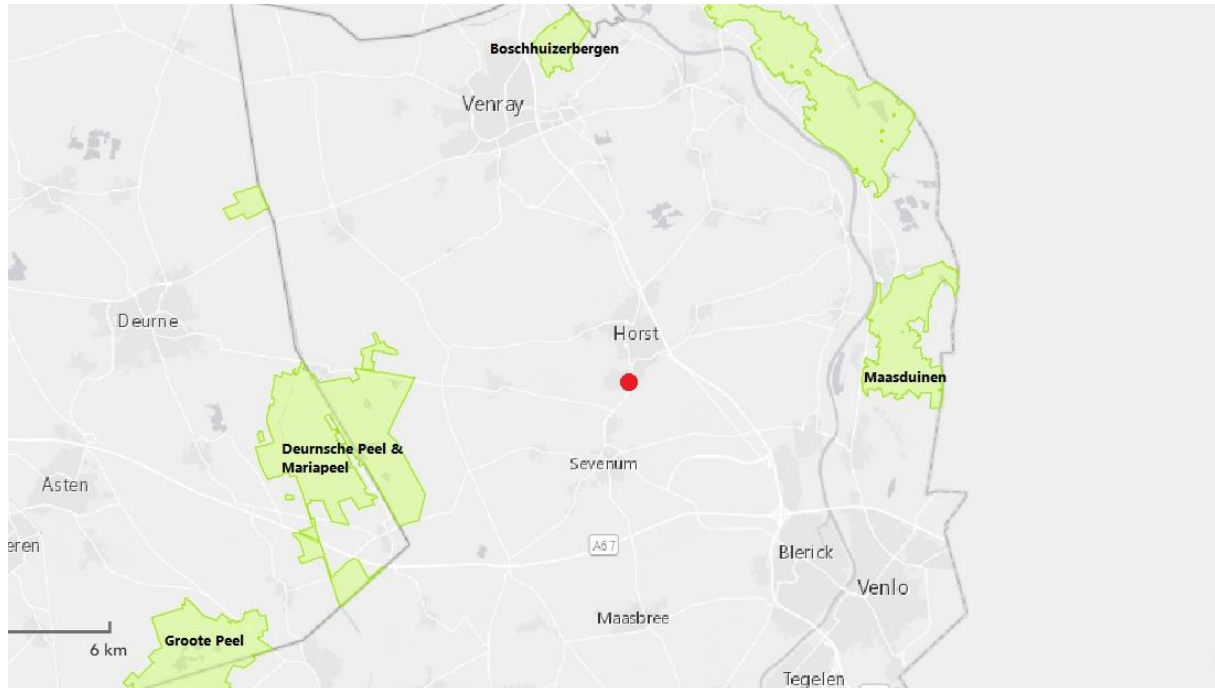 Boschhuizerbergen
Venray
Deurne
Horst
Maasduinen
Deurnsche Peel &
Mariapeel
Sevenum
Asten
A67
eren
Blerick
Venlo
Maasbree
Groote Peel
6 km
Tegelen